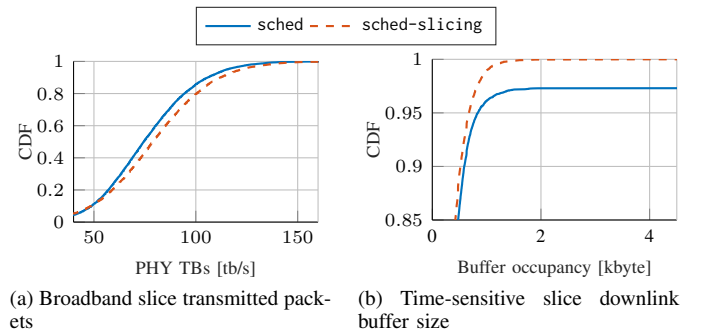 sched
sched-slicing
1
0.8
0.6
0.4
0.2
0
CDF
50
100
150
PHY TBs [tb/s]
(a) Broadband slice transmitted pack-
ets
1
0.95
0.9
0.85
CDF
0
2
4
Buffer occupancy [kbyte]
(b) Time-sensitive slice downlink
buffer size